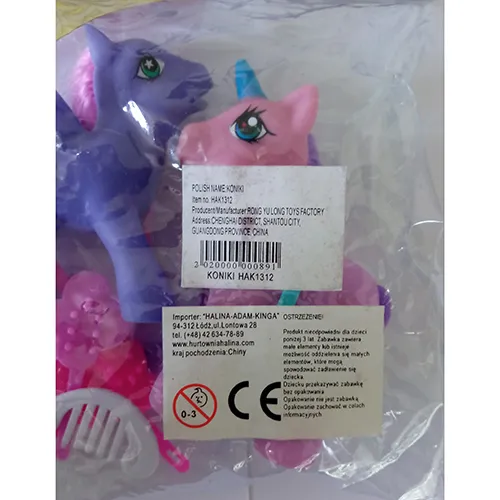 POLISH NAME:KONIKI
Item no. HAK1312
Producent/Manufacturer:RONG YU LONG TOYS FACTORY
Address:CHENGHAI DISTRICT, SHANTOU CITY,
GUANGDONG PROVINCE, CHINA
2020000000891
KONIKI HAK1312
Importer: "HALINA-ADAM-KINGA"
94-312 Łódź,ul.Lontowa 28
tel. (+48) 42 634-78-89
www.hurtowniahalina.com
kraj pochodzenia: Chiny
0-3
CE
OSTRZEŻENIE!
Produkt nieodpowiedni dla dzieci
poniżej 3 lat. Zabawka zawiera
małe elementy lub istnieje
możliwość oddzielenia się małych
elementów, które mogą
spowodować zadławienie się
dziecka.
Dziecku przekazywać zabawkę
bez opakowania.
Opakowanie nie jest zabawką
Opakowanie zachować w celach
informacyjnych